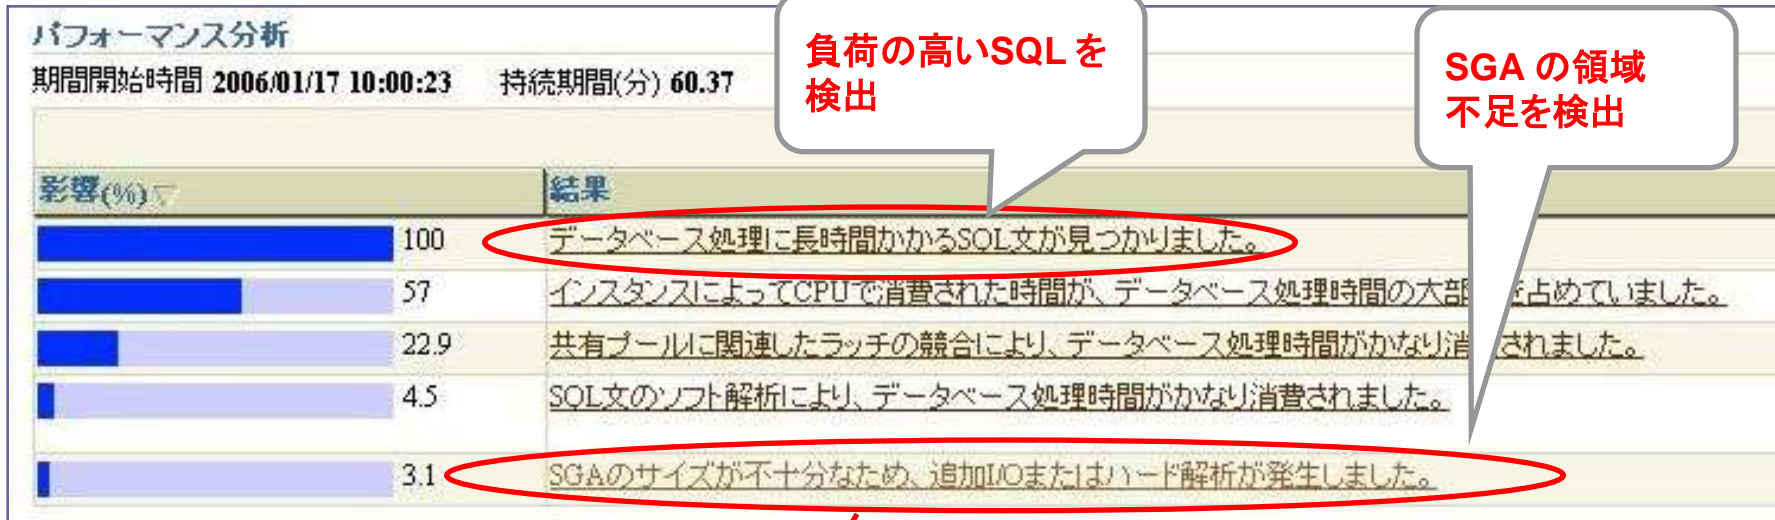 パフォーマンス分析
期間開始時間 2006/01/17 10:00:23 持続期間(分) 60.37
負荷の高いSQLを
検出
SGA の領域
不足を検出
影響(%) 結果
100 データベース処理に長時間かかるSQL文が見つかりました。
57 インスタンスによってCPUで消費された時間が、データベース処理時間の大部 を占めていました。
22.9 共有プールに関連したラッチの競合により、データベース処理時間がかなり消 されました。
4.5 SQL文のソフト解析により、データベース処理時間がかなり消費されました。
3.1 SGAのサイズが不十分なため、追加I/Oまたはハード解析が発生しました。